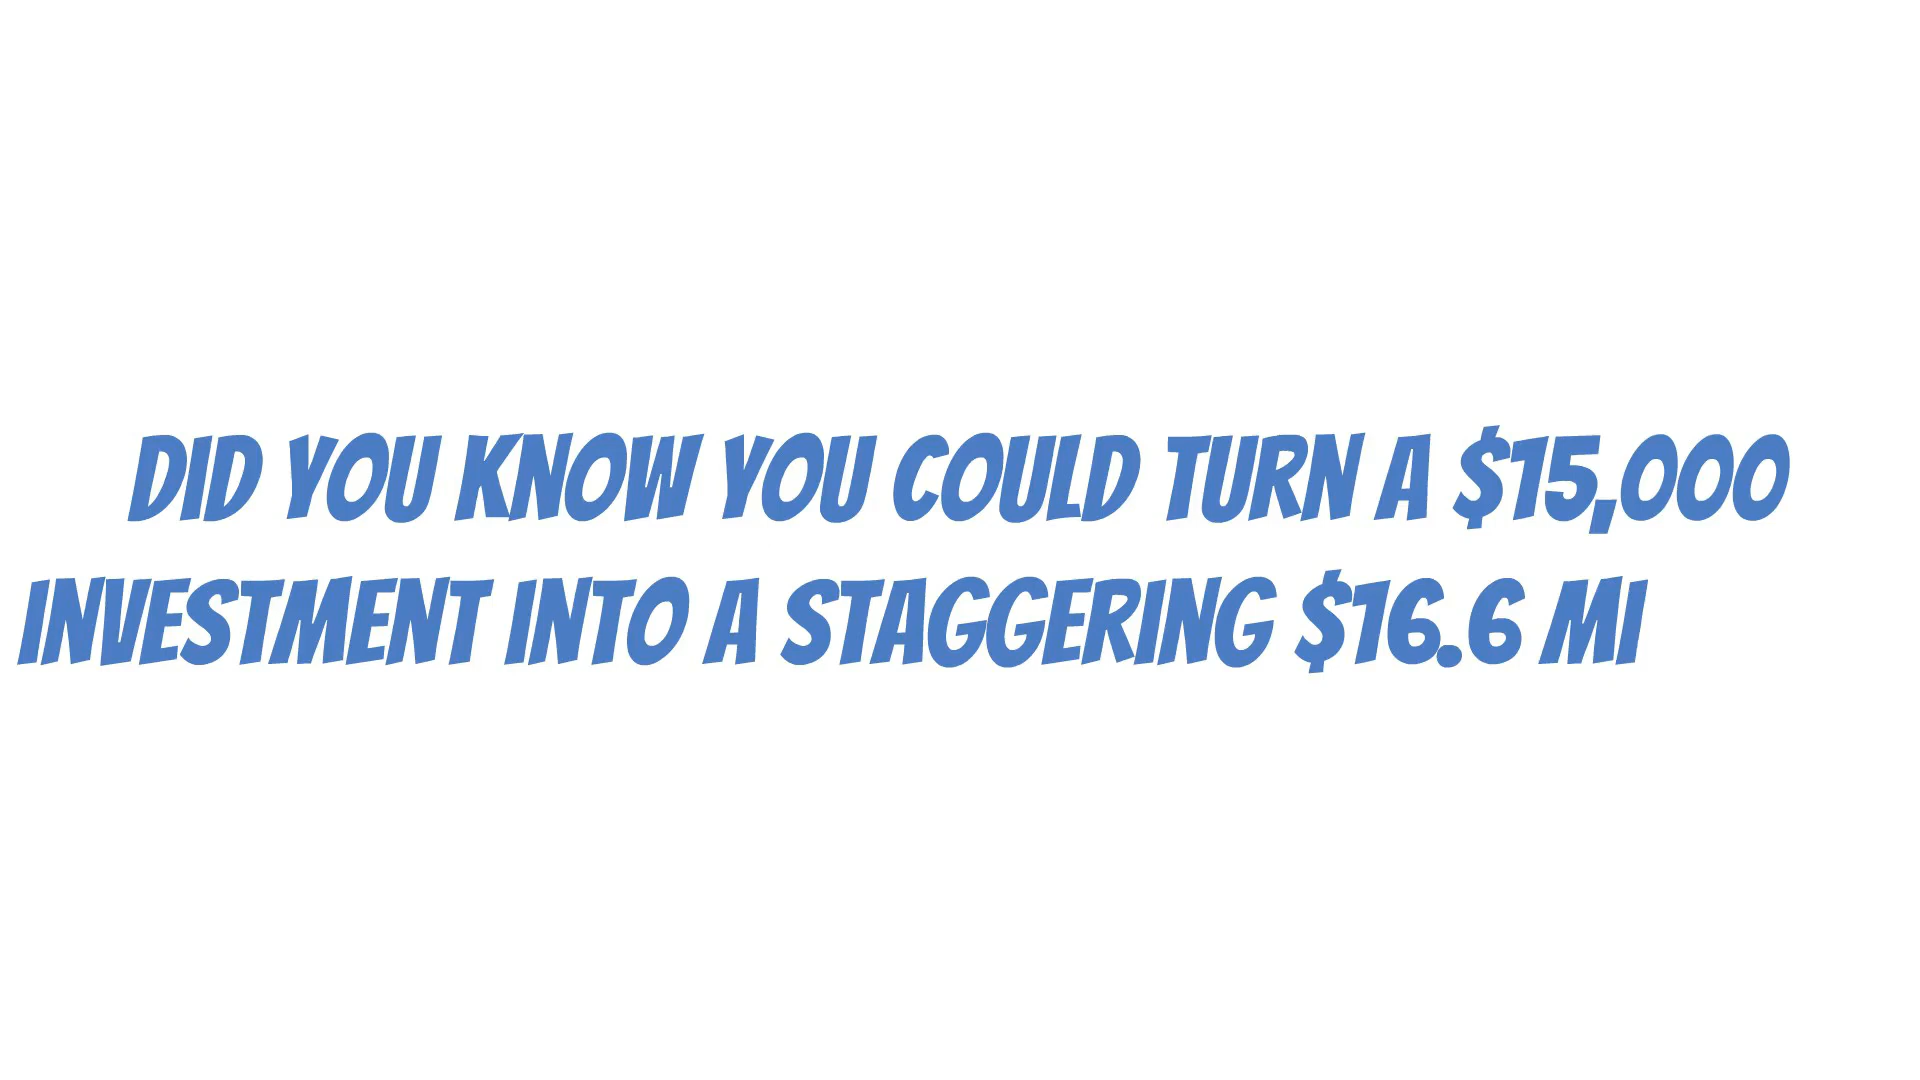 DID YOU KNOW YOU COULD TURN A $15,000
INVESTMENT INTO A STAGGERING $16.6 MI